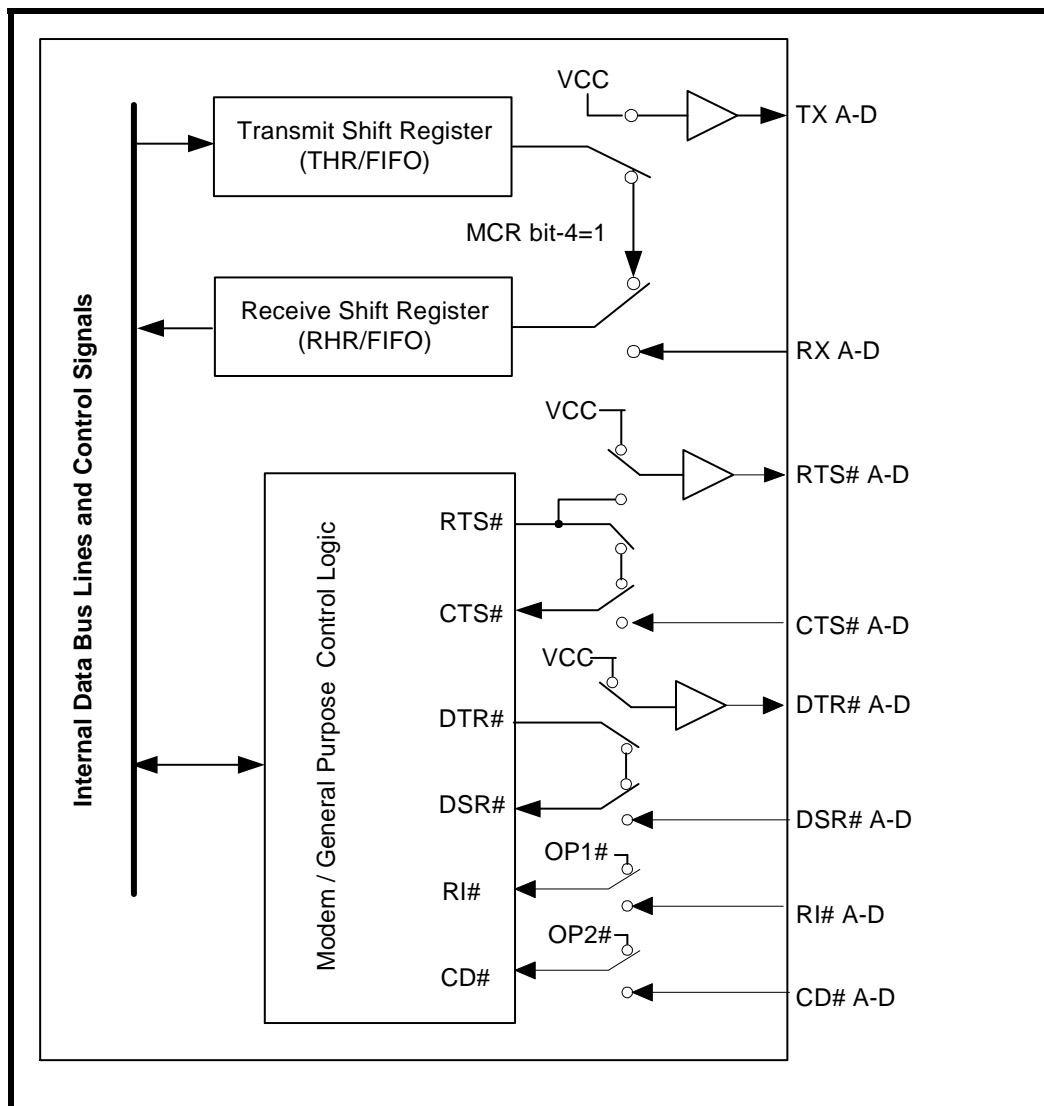 VCC
TX A-D
Transmit Shift Register
(THR/FIFO)
MCR bit-4=1
Receive Shift Register
(RHR/FIFO)
RX A-D
Internal Data Bus Lines and Control Signals
VCC
RTS# A-D
Modem / General Purpose Control Logic
RTS#
CTS#
CTS# A-D
VCC
DTR#
DTR# A-D
DSR#
DSR# A-D
OP1#
RI#
RI# A-D
OP2#
CD#
CD# A-D